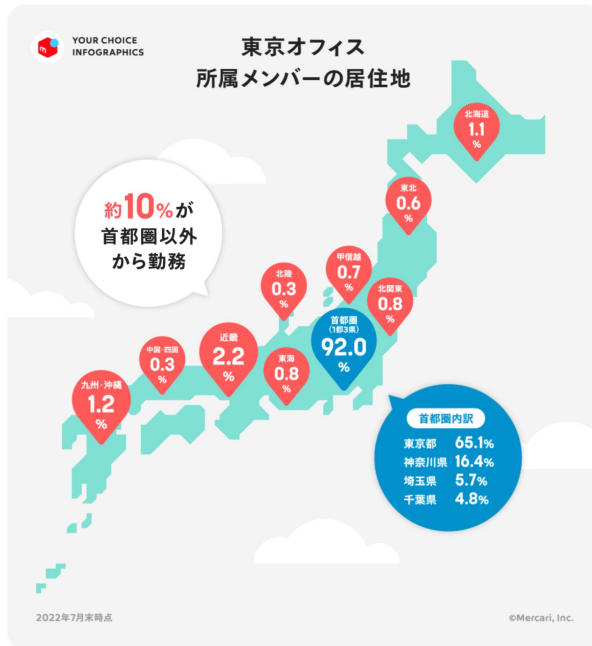 YOUR CHOICE
INFOGRAPHICS
東京オフィス
所属メンバーの居住地
北海道
1.1
%
東北
0.6
%
約10%が
首都圏以外
から勤務
甲信越
0.7
%
北陸
0.3
%
北関東
0.8
%
首都圏
(1都3県)
92.0
%
近畿
2.2
%
中国・四国
0.3
%
東海
0.8
%
九州・沖縄
1.2
%
首都圏内訳
東京都 65.1%
神奈川県 16.4%
埼玉県 5.7%
千葉県 4.8%
2022年7月末時点
©Mercari, Inc.